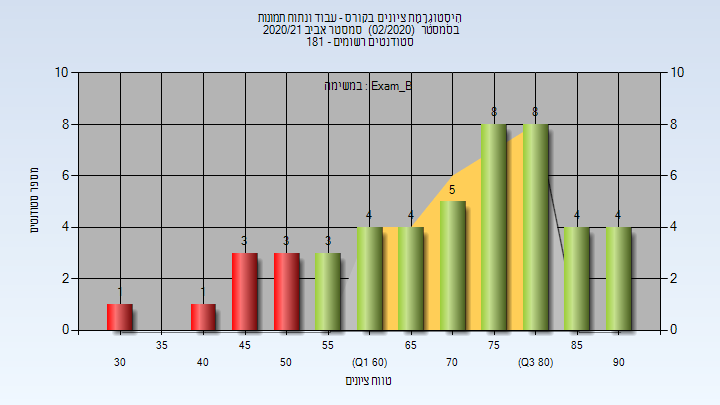 היסטוגרמת ציונים בקורס - עבוד ונתוח תמונות
בסמסטר (02/2020) סמסטר אביב 2020/21
סטודנטים רשומים - 181
במשימה : Exam_B
10 10
8 8
6 6
4 4
2 2
0 0
1 1 3 3 3 4 4 5 8 8 4 4
מספר סטודנטים
35 45 55 65 75 85
30 40 50 (Q1 60) 70 (Q3 80) 90
טווח ציונים